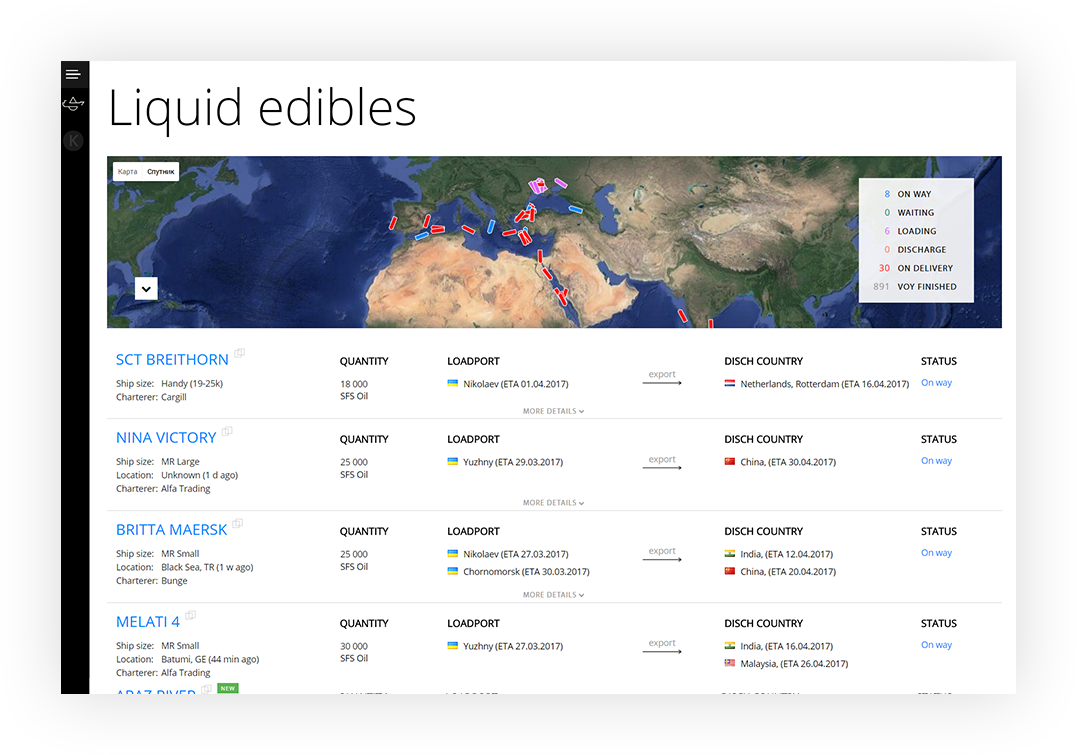 K
Liquid edibles
Карта Спутник
8 ON WAY
0 WAITING
6 LOADING
0 DISCHARGE
30 ON DELIVERY
891 VOY FINISHED
SCT BREITHORN QUANTITY LOADPORT DISCH COUNTRY STATUS
Ship size: Handy (19-25k) 18 000 Nikolaev (ETA 01.04.2017) export Netherlands, Rotterdam (ETA 16.04.2017) On way
Charterer: Cargill SFS Oil
MORE DETAILS
NINA VICTORY QUANTITY LOADPORT DISCH COUNTRY STATUS
Ship size: MR Large 25 000 Yuzhny (ETA 29.03.2017) export China, (ETA 30.04.2017) On way
Location: Unknown (1 d ago) SFS Oil
Charterer: Alfa Trading
MORE DETAILS
BRITTA MAERSK QUANTITY LOADPORT DISCH COUNTRY STATUS
Ship size: MR Small 25 000 Nikolaev (ETA 27.03.2017) export India, (ETA 12.04.2017) On way
Location: Black Sea, TR (1 w ago) SFS Oil Chornomorsk (ETA 30.03.2017) China, (ETA 20.04.2017)
Charterer: Bunge
MORE DETAILS
MELATI 4 QUANTITY LOADPORT DISCH COUNTRY STATUS
Ship size: MR Small 30 000 Yuzhny (ETA 27.03.2017) export India, (ETA 16.04.2017) On way
Location: Batumi, GE (44 min ago) SFS Oil Malaysia, (ETA 26.04.2017)
Charterer: Alfa Trading
NEW